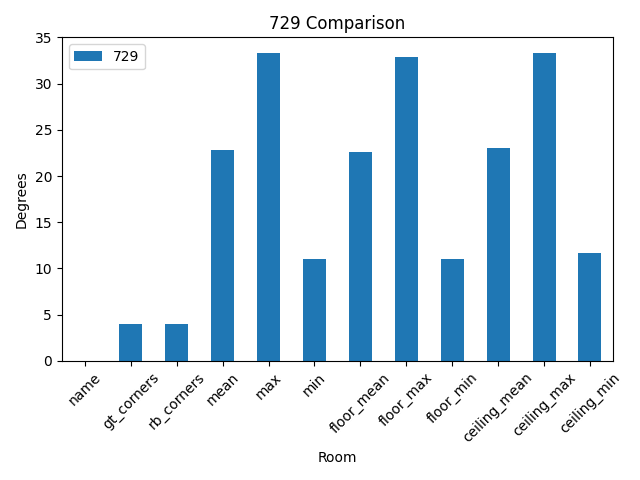 729 Comparison
729
Degrees
35
30
25
20
15
10
5
0
name
gt_corners
rb_corners
mean
max
min
floor_mean
floor_max
floor_min
ceiling_mean
ceiling_max
ceiling_min
Room